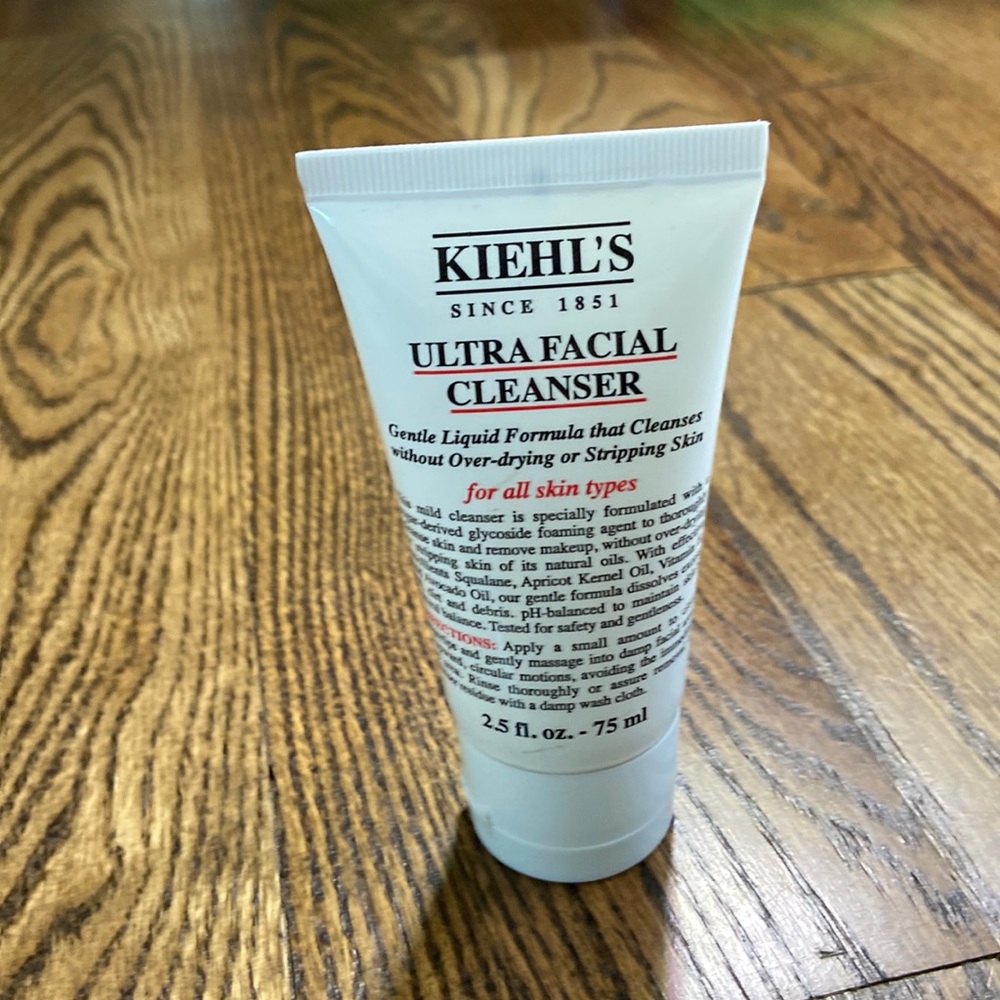 KIEHL'S
SINCE 1851
ULTRA FACIAL
CLEANSER
Gentle Liquid Formula that Cleanses
without Over-drying or Stripping Skin
for all skin types
mild cleanser is specially formulated with
glycoside foaming agent to
skin and remove makeup, without
skin of its natural oils. With
Squalane, Apricot Kernel Oil,
Avocado Oil, our gentle formula dissolves
and debris. pH-balanced to maintain
balance. Tested for safety and gentleness.
Apply a small amount to
and gently massage into damp facial
circular motions, avoiding the
Rinse thoroughly or assure
residue with a damp wash cloth.
2.5 fl. oz. - 75 ml